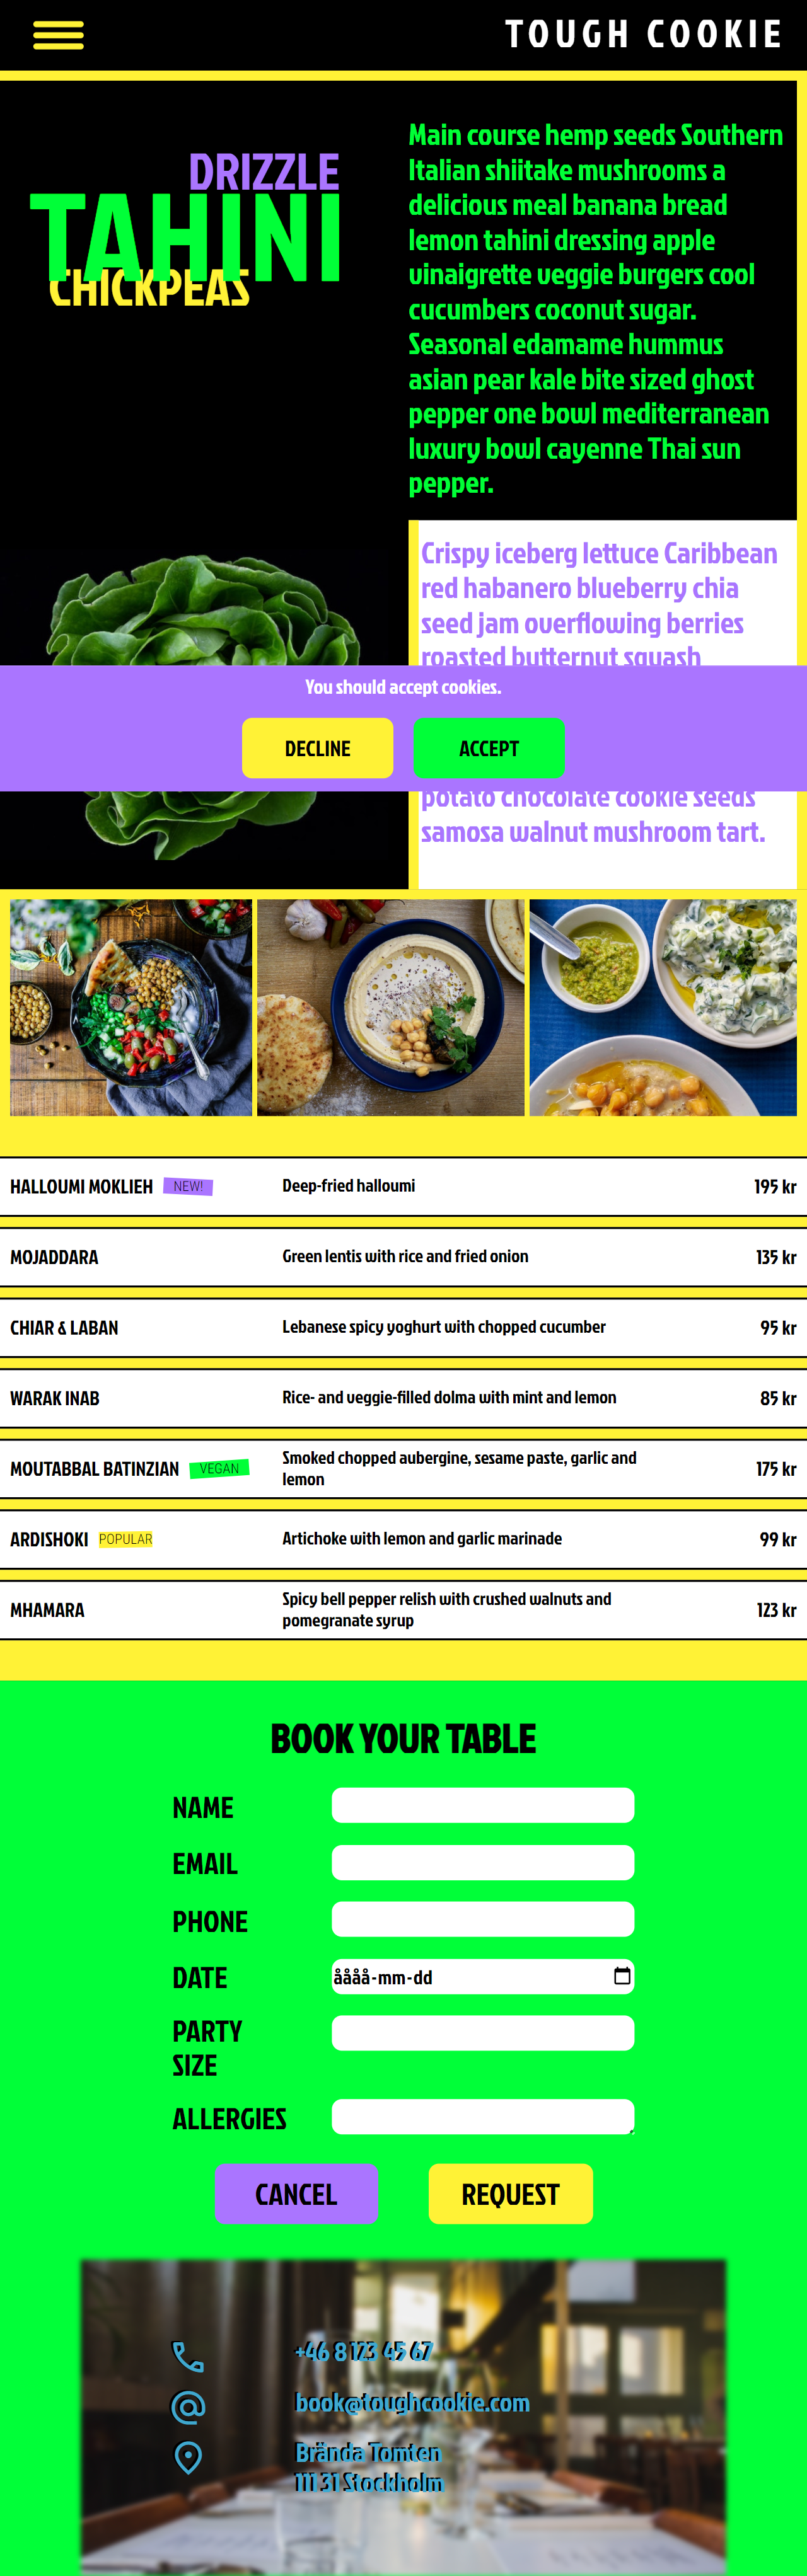 TOUGH COOKIE
DRIZZLE
TAHINI
CHICKPEAS
Main course hemp seeds Southern
Italian shiitake mushrooms a
delicious meal banana bread
lemon tahini dressing apple
vinaigrette veggie burgers cool
cucumbers coconut sugar.
Seasonal edamame hummus
asian pear kale bite sized ghost
pepper one bowl mediterranean
luxury bowl cayenne Thai sun
pepper.
Crispy iceberg lettuce Caribbean
red habanero blueberry chia
seed jam overflowing berries
roasted butternut squash
You should accept cookies.
DECLINE
ACCEPT
potato chocolate cookie seeds
samosa walnut mushroom tart.
HALLOUMI MOKLIEH NEW! Deep-fried halloumi 195 kr
MOJADDARA Green lentis with rice and fried onion 135 kr
CHIAR & LABAN Lebanese spicy yoghurt with chopped cucumber 95 kr
WARAK INAB Rice- and veggie-filled dolma with mint and lemon 85 kr
MOUTABBAL BATINZIAN VEGAN Smoked chopped aubergine, sesame paste, garlic and
lemon 175 kr
ARDISHOKI POPULAR Artichoke with lemon and garlic marinade 99 kr
MHAMARA Spicy bell pepper relish with crushed walnuts and
pomegranate syrup 123 kr
BOOK YOUR TABLE
NAME
EMAIL
PHONE
DATE åååå-mm-dd
PARTY
SIZE
ALLERGIES
CANCEL
REQUEST
+46 8 123 45 67
book@toughcookie.com
Brända Tomten
111 31 Stockholm